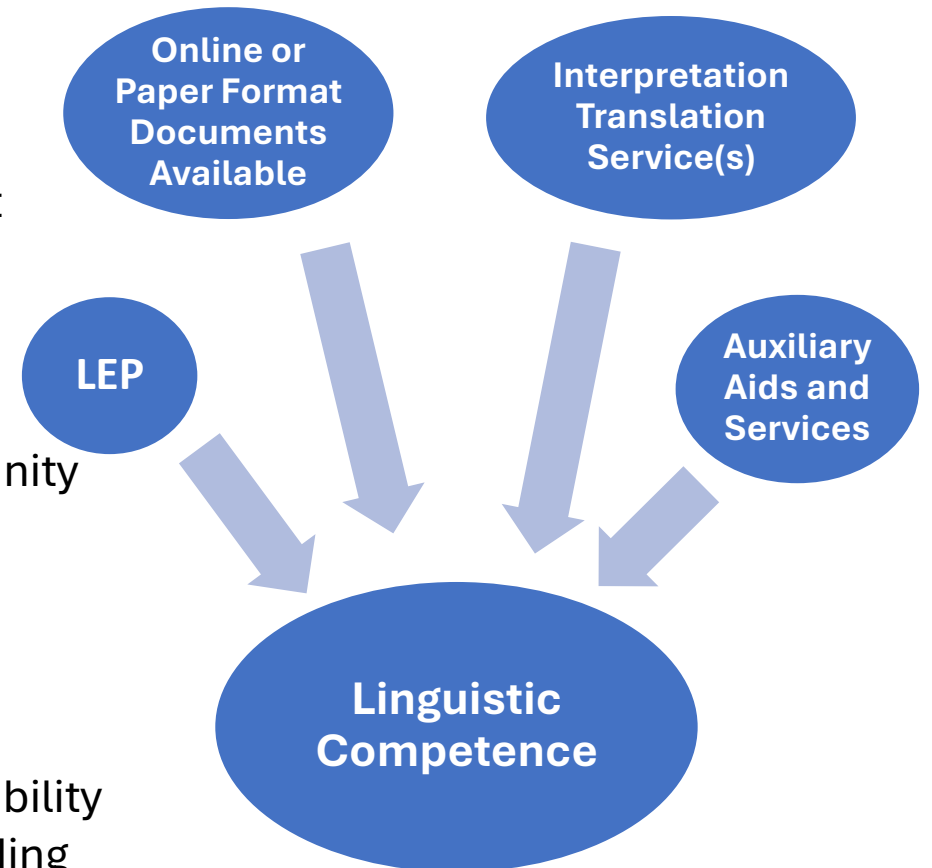 Online or
Paper Format
Documents
Available
Interpretation
Translation
Service(s)
LEP
Auxiliary
Aids and
Services
nity
Linguistic
Competence
bility